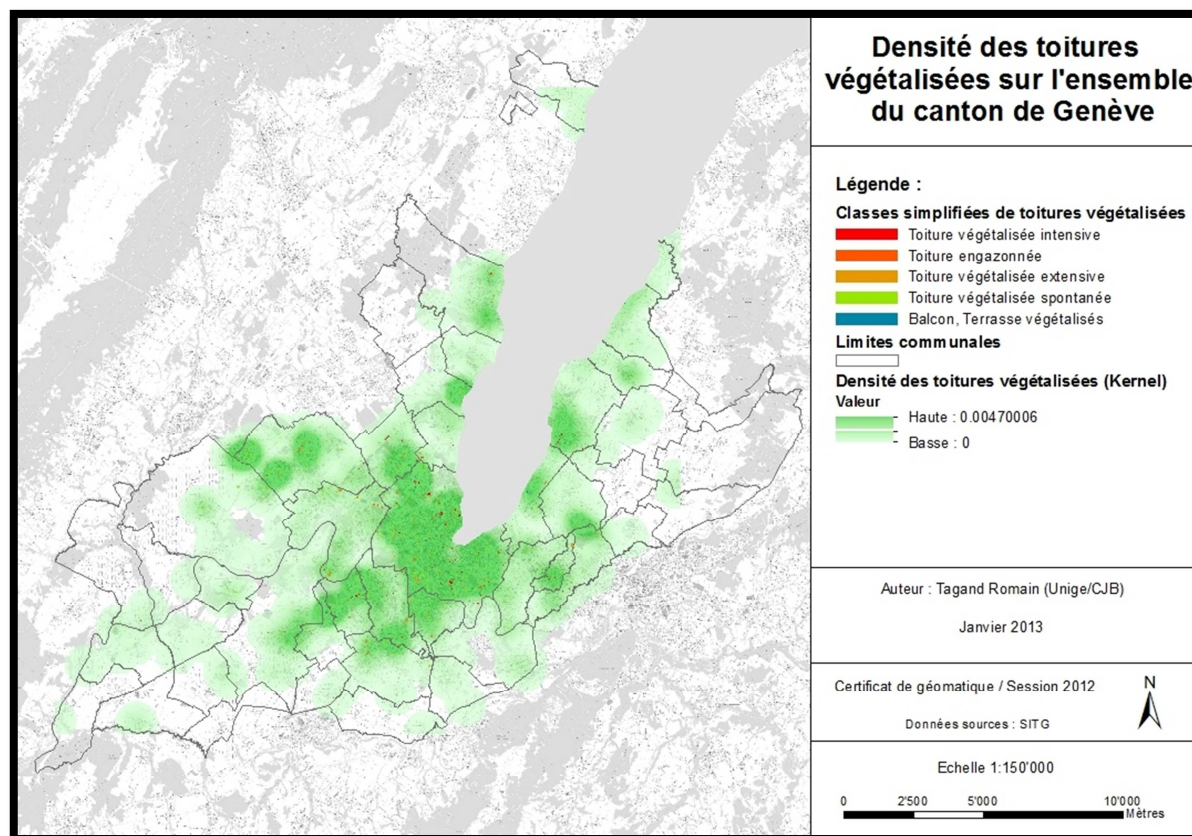 Densité des toitures
végétalisées sur l'ensemble
du canton de Genève
Légende :
Classes simplifiées de toitures végétalisées
Toiture végétalisée intensive
Toiture engazonnée
Toiture végétalisée extensive
Toiture végétalisée spontanée
Balcon, Terrasse végétalisés
Limites communales
Densité des toitures végétalisées (Kernel)
Valeur
Haute : 0.00470006
Basse : 0
Auteur : Tagand Romain (Unige/CJB)
Janvier 2013
Certificat de géomatique / Session 2012
Données sources : SITG
N
Echelle 1:150'000
0 2'500 5'000 10'000
Mètres